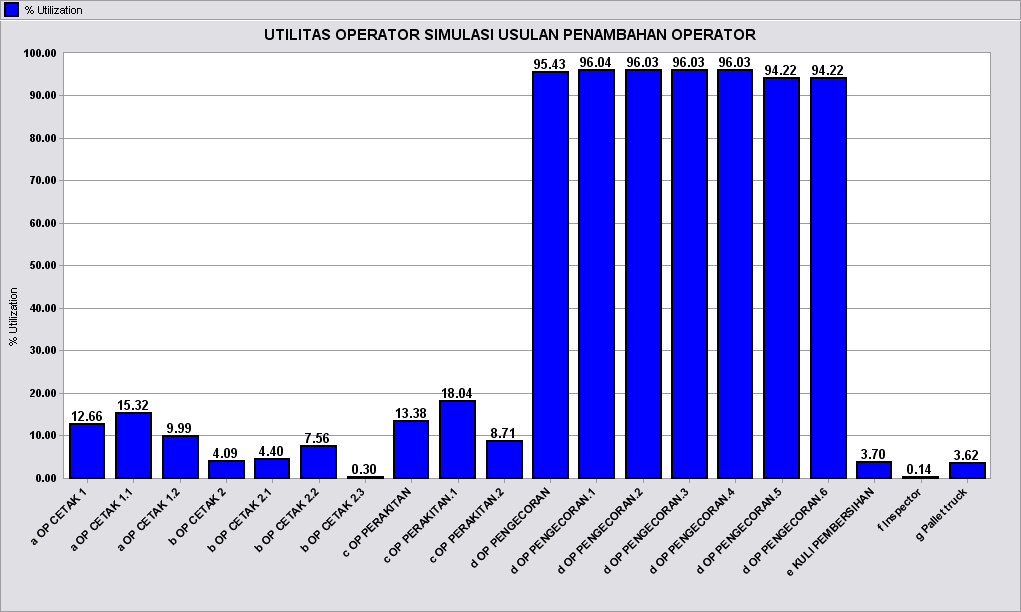 % Utilization
UTILITAS OPERATOR SIMULASI USULAN PENAMBAHAN OPERATOR
100.00
90.00
80.00
70.00
60.00
50.00
40.00
30.00
20.00
10.00
0.00
% Utilization
12.66
15.32
9.99
4.09
4.40
7.56
0.30
13.38
18.04
8.71
95.43
96.04
96.03
96.03
96.03
94.22
94.22
3.70
0.14
3.62
a OP CETAK 1
a OP CETAK 1.1
a OP CETAK 1.2
b OP CETAK 2
b OP CETAK 2.1
b OP CETAK 2.2
b OP CETAK 2.3
c OP PERAKITAN
c OP PERAKITAN.1
c OP PERAKITAN.2
d OP PENGECORAN
d OP PENGECORAN.1
d OP PENGECORAN.2
d OP PENGECORAN.3
d OP PENGECORAN.4
d OP PENGECORAN.5
d OP PENGECORAN.6
e KULI PEMBERSIHAN
f Inspector
g Pallet truck